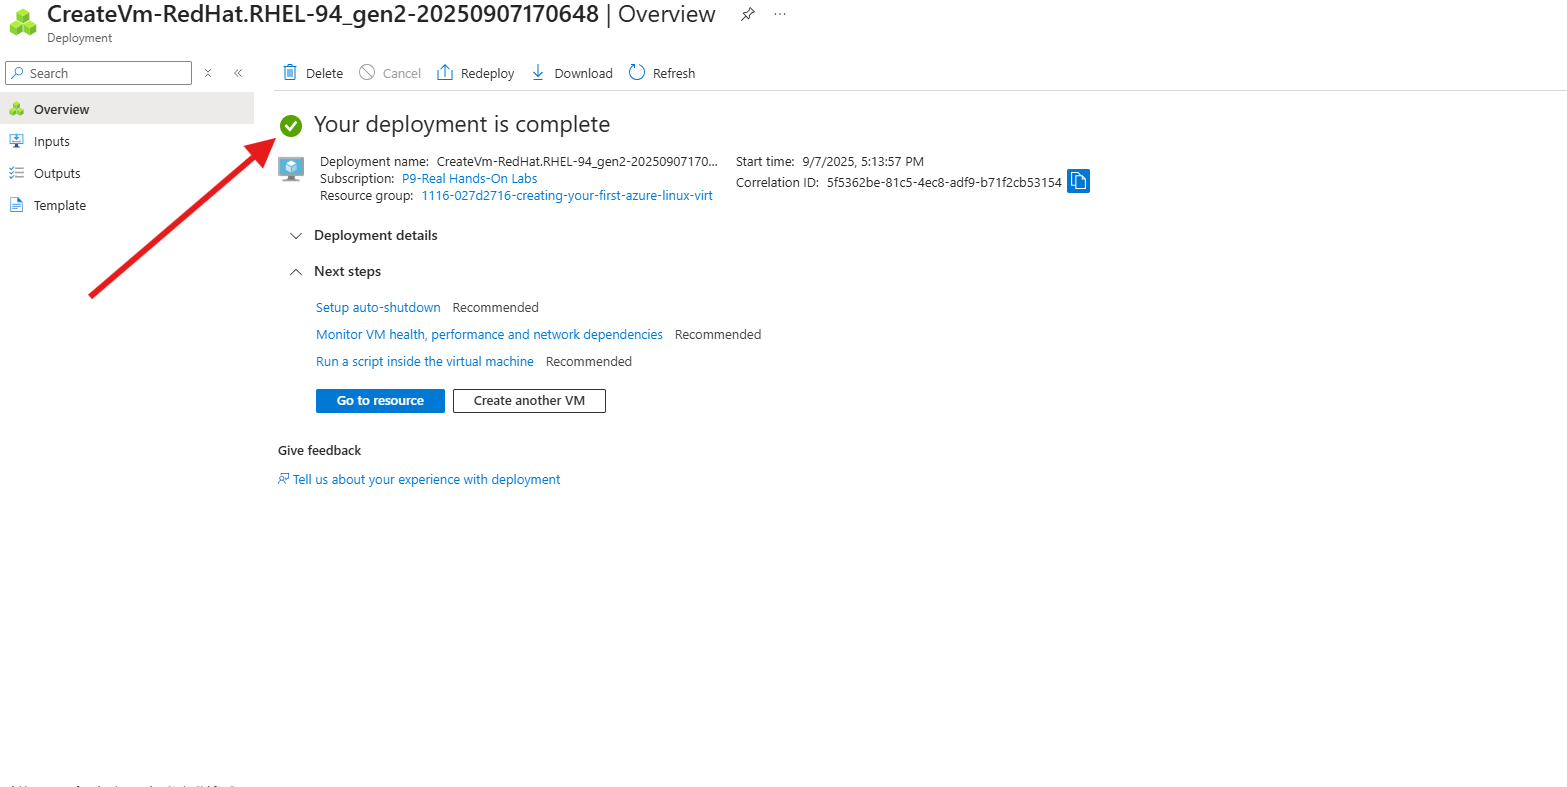 CreateVm-RedHat.RHEL-94_gen2-20250907170648 | Overview
Deployment
Search
Delete
Cancel
Redeploy
Download
Refresh
Overview
Inputs
Outputs
Template
Your deployment is complete
Deployment name: CreateVm-RedHat.RHEL-94_gen2-20250907170...
Subscription: P9-Real Hands-On Labs
Resource group: 1116-027d2716-creating-your-first-azure-linux-virt
Start time: 9/7/2025, 5:13:57 PM
Correlation ID: 5f5362be-81c5-4ec8-adf9-b71f2cb53154
Deployment details
Next steps
Setup auto-shutdown Recommended
Monitor VM health, performance and network dependencies Recommended
Run a script inside the virtual machine Recommended
Go to resource
Create another VM
Give feedback
Tell us about your experience with deployment